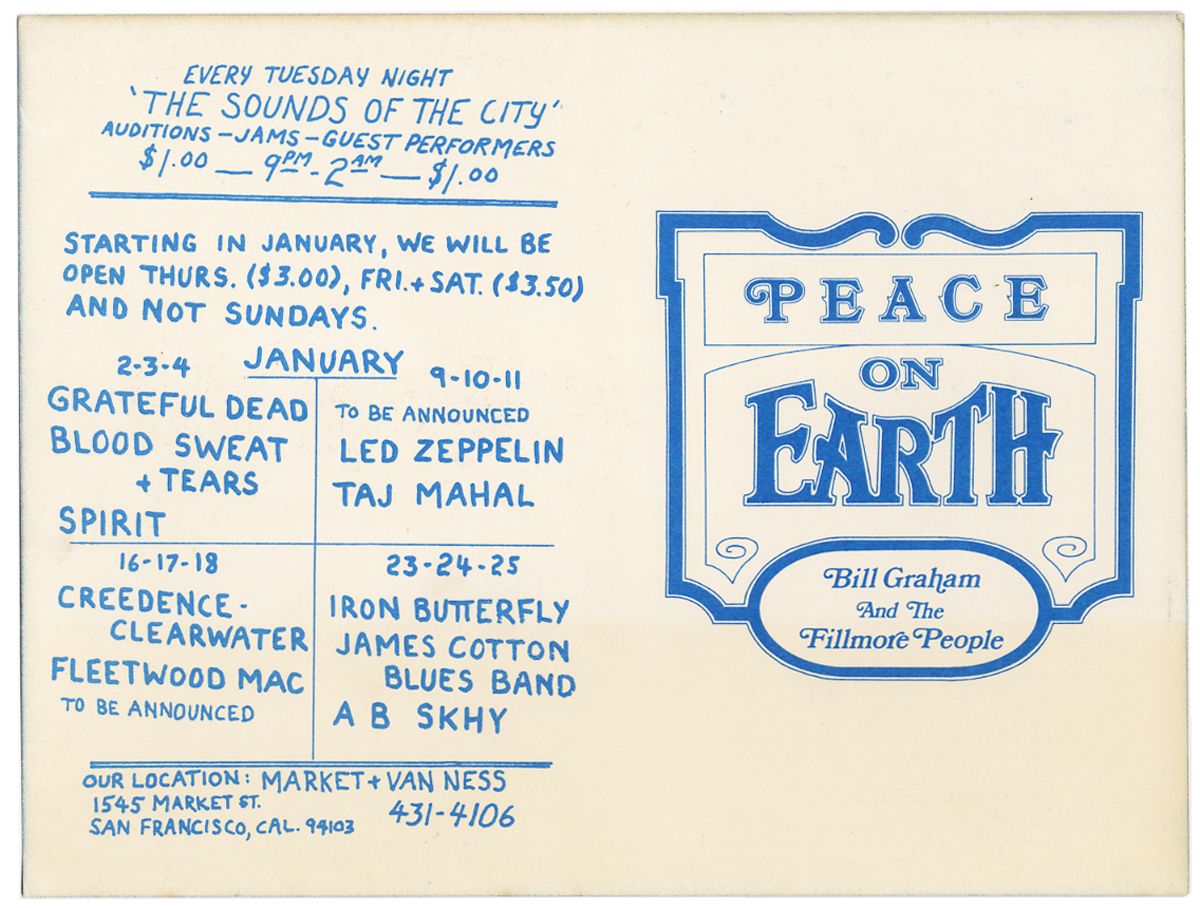 EVERY TUESDAY NIGHT
'THE SOUNDS OF THE CITY'
AUDITIONS – JAMS – GUEST PERFORMERS
$1.00 — 9PM - 2AM — $1.00
STARTING IN JANUARY, WE WILL BE
OPEN THURS. ($3.00), FRI. + SAT. ($3.50)
AND NOT SUNDAYS.
JANUARY
2-3-4
GRATEFUL DEAD
BLOOD SWEAT
+ TEARS
SPIRIT
9-10-11
TO BE ANNOUNCED
LED ZEPPELIN
TAJ MAHAL
16-17-18
CREEDENCE-
CLEARWATER
FLEETWOOD MAC
TO BE ANNOUNCED
23-24-25
IRON BUTTERFLY
JAMES COTTON
BLUES BAND
A B SKHY
OUR LOCATION: MARKET + VAN NESS
1545 MARKET ST.
SAN FRANCISCO, CAL. 94103
431-4106
PEACE
ON
EARTH
Bill Graham
And The
Fillmore People